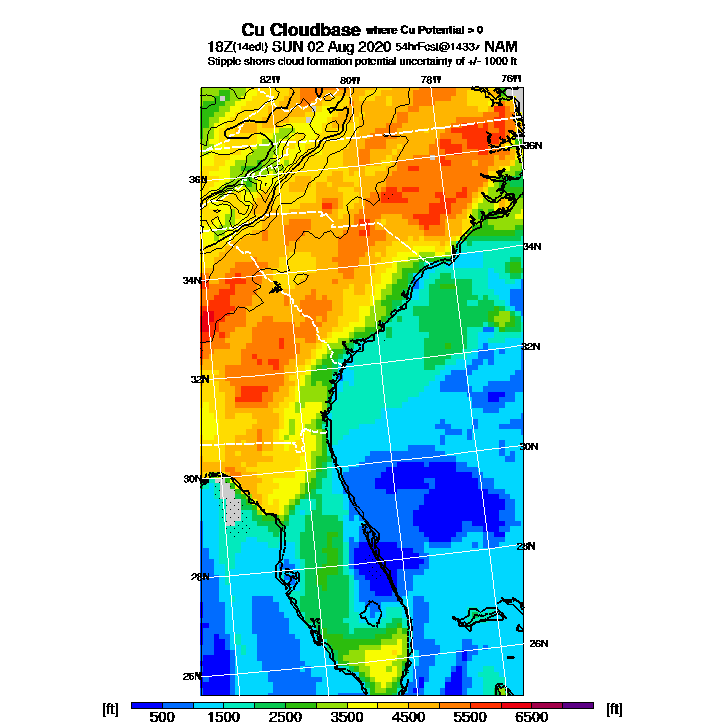 Cu Cloudbase where Cu Potential > 0
18Z(14edt) SUN 02 Aug 2020 54hrFcst@1433z NAM
Stipple shows cloud formation potential uncertainty of +/- 1000 ft
82W 80W 78W 76W
36N
36N
34N
34N
32N
32N
30N
30N
28N
28N
26N
26N
[ft] 500 1500 2500 3500 4500 5500 6500 [ft]